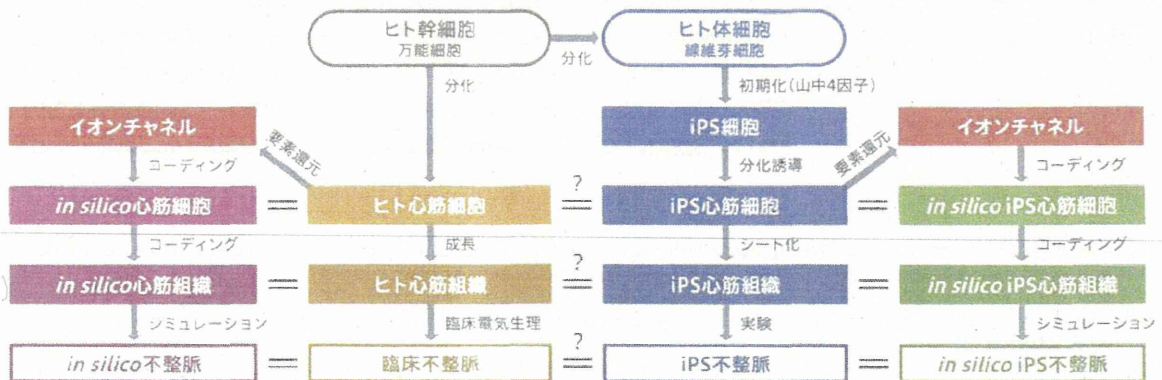 ヒト幹細胞
万能細胞
分化
ヒト体細胞
線維芽細胞
分化
初期化(山中4因子)
イオンチャネル
iPS細胞
イオンチャネル
コーディング
要素還元
分化誘導
要素還元
コーディング
in silico心筋細胞
ヒト心筋細胞
?
iPS心筋細胞
in silico iPS心筋細胞
コーディング
成長
シート化
コーディング
in silico心筋組織
ヒト心筋組織
?
iPS心筋組織
in silico iPS心筋組織
シミュレーション
臨床電気生理
実験
シミュレーション
in silico不整脈
臨床不整脈
?
iPS不整脈
in silico iPS不整脈